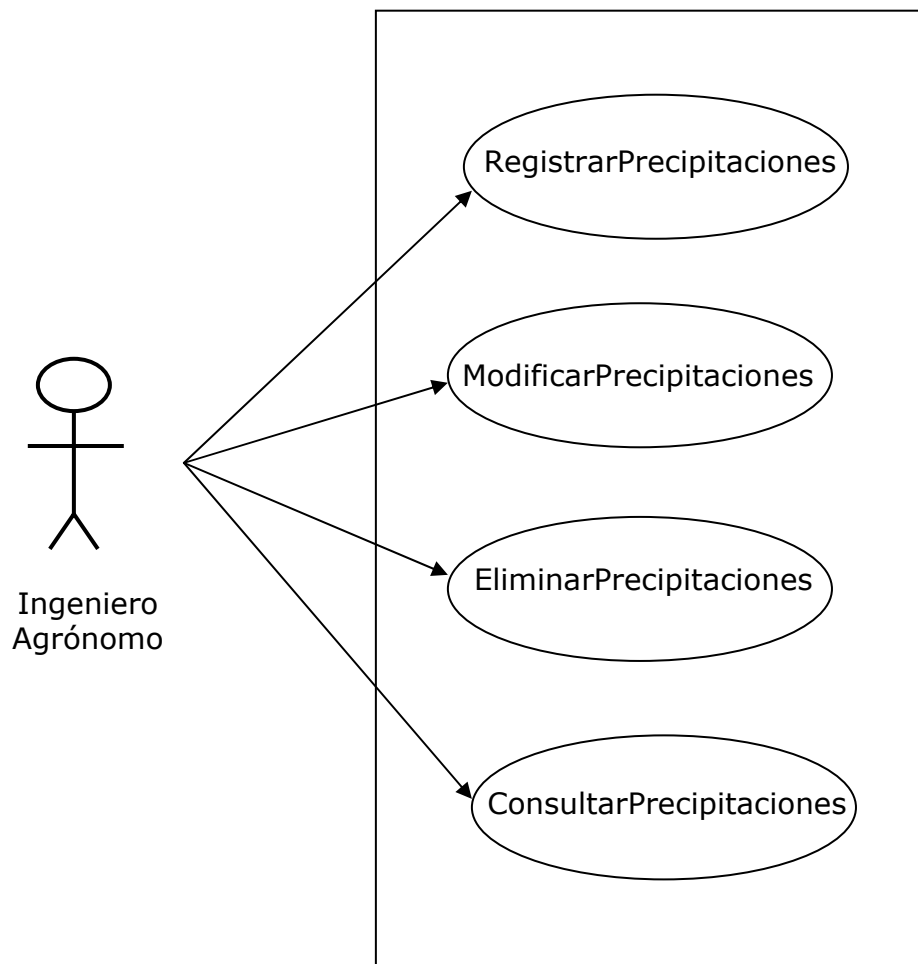 RegistrarPrecipitaciones
ModificarPrecipitaciones
EliminarPrecipitaciones
Ingeniero
Agrónomo
ConsultarPrecipitaciones